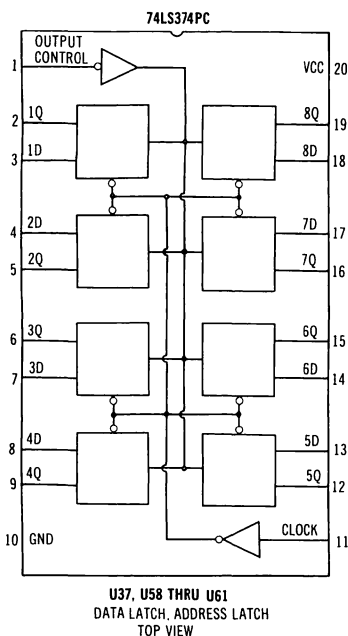 74LS374PC
OUTPUT
CONTROL
1
VCC 20
2 1Q
8Q 19
3 1D
8D 18
4 2D
7D 17
5 2Q
7Q 16
6 3Q
6Q 15
7 3D
6D 14
8 4D
5D 13
9 4Q
5Q 12
10 GND
CLOCK 11
U37, U58 THRU U61
DATA LATCH, ADDRESS LATCH
TOP VIEW